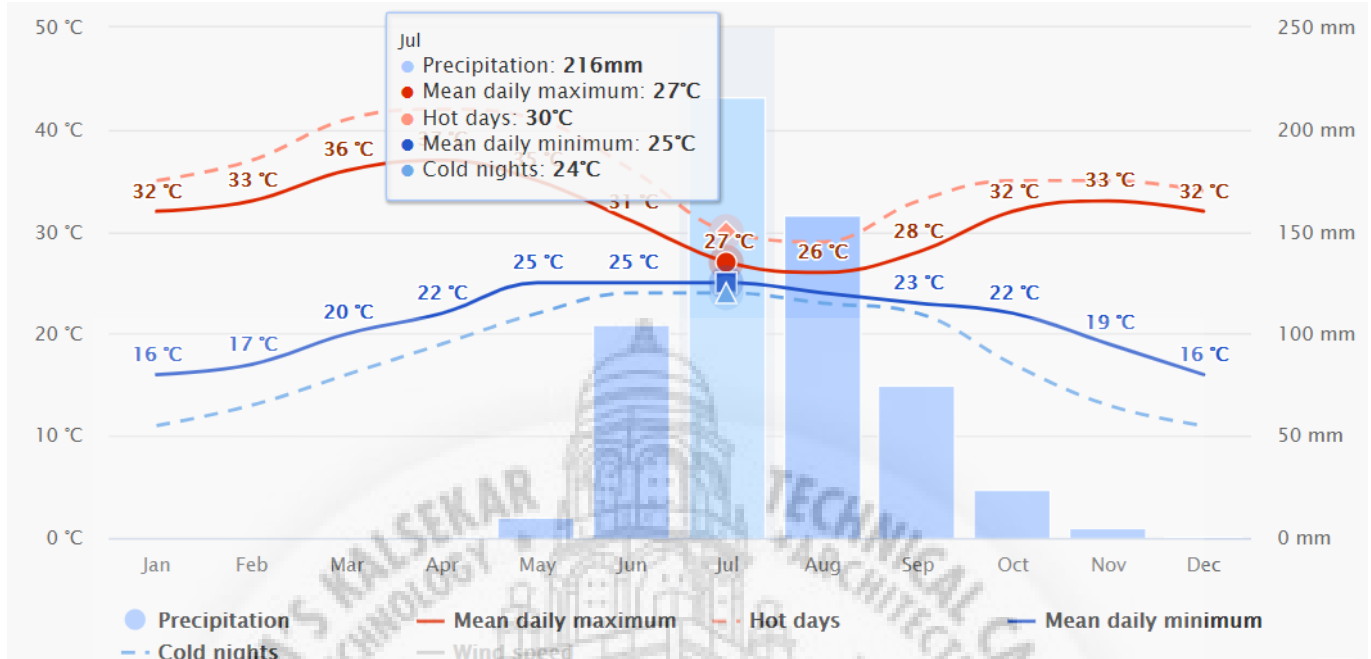 50 °C
250 mm
Jul
Precipitation: 216mm
Mean daily maximum: 27°C
Hot days: 30°C
Mean daily minimum: 25°C
Cold nights: 24°C
40 °C
200 mm
32 °C
33 °C
36 °C
37 °C
35 °C
31 °C
27 °C
26 °C
28 °C
32 °C
33 °C
32 °C
30 °C
150 mm
16 °C
17 °C
20 °C
22 °C
25 °C
25 °C
23 °C
22 °C
19 °C
16 °C
20 °C
100 mm
10 °C
50 mm
0 °C
0 mm
Jan Feb Mar Apr May Jun Jul Aug Sep Oct Nov Dec
Precipitation
Mean daily maximum
Hot days
Mean daily minimum
Cold nights
Wind speed
KALSEKAR
TECHNICAL